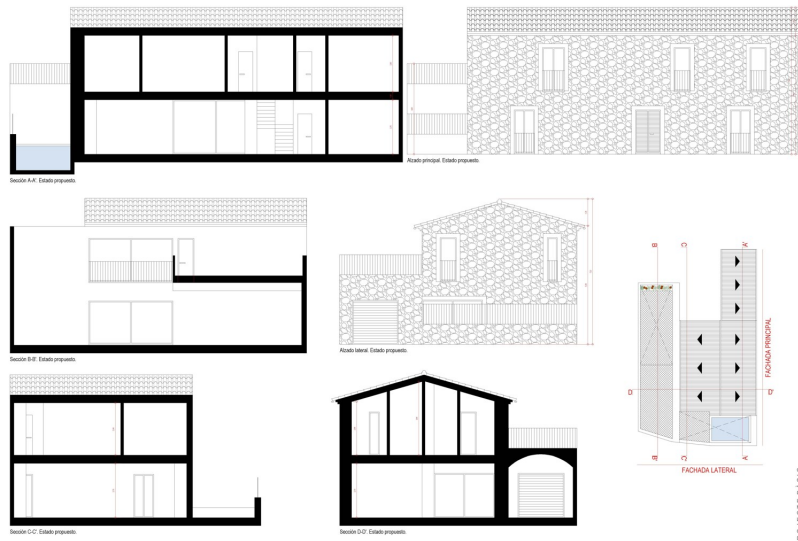 Sección A-A'. Estado propuesto.
Alzado principal. Estado propuesto.
Sección B-B'. Estado propuesto.
Alzado lateral. Estado propuesto.
B
C
A'
FACHADA PRINCIPAL
D
D'
B'
C'
A
FACHADA LATERAL
Sección C-C'. Estado propuesto.
Sección D-D'. Estado propuesto.